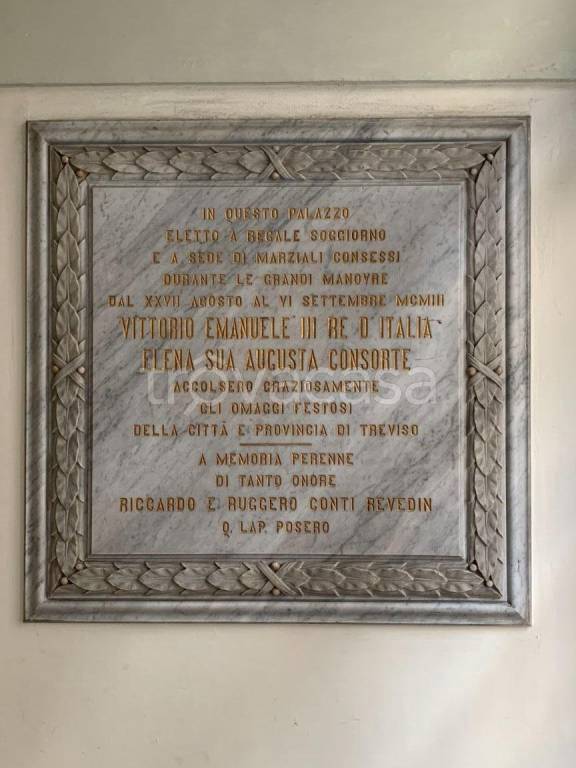 IN QUESTO PALAZZO
ELETTO A REGALE SOGGIORNO
E A SEDE DI MARZIALI CONSESSI
DURANTE LE GRANDI MANOVRE
DAL XXVII AGOSTO AL VI SETTEMBRE MCMIII
VITTORIO EMANUELE III RE D'ITALIA
ELENA SUA AUGUSTA CONSORTE
trovacasa
ACCOLSERO GRAZIOSAMENTE
GLI OMAGGI FESTOSI
DELLA CITTÀ E PROVINCIA DI TREVISO
A MEMORIA PERENNE
DI TANTO ONORE
RICCARDO E RUGGERO CONTI REVEDIN
Q. LAP. POSERO